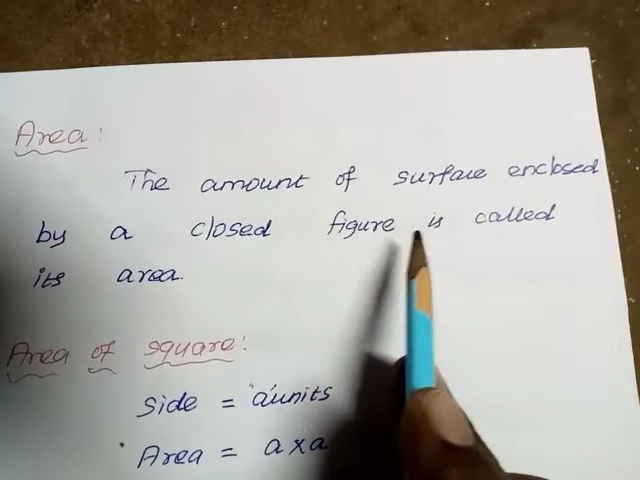 Area:
The amount of surface enclosed
by a closed figure is called
its area.
Area of square:
Side = 'a' units
Area = a x a